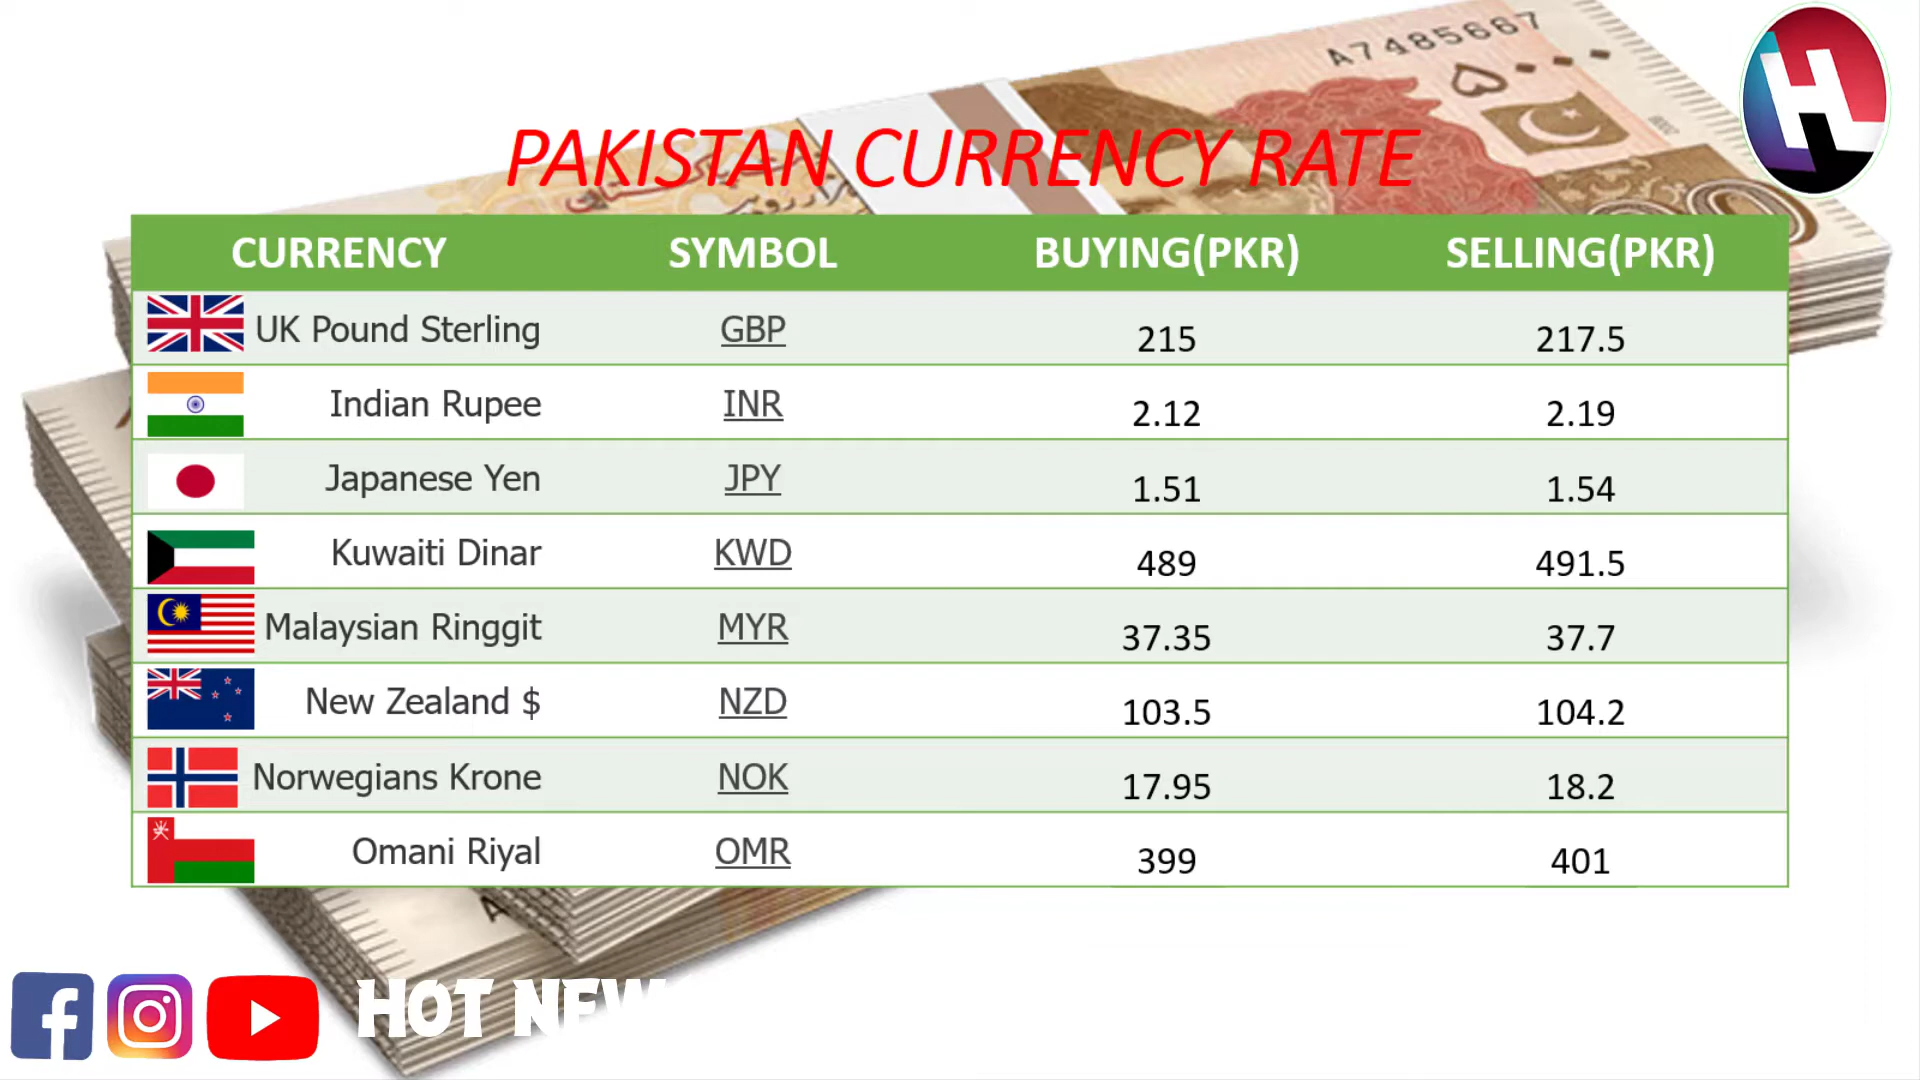 A7485667
۵۰۰۰
PAKISTAN CURRENCY RATE
H
CURRENCY SYMBOL BUYING(PKR) SELLING(PKR)
UK Pound Sterling GBP 215 217.5
Indian Rupee INR 2.12 2.19
Japanese Yen JPY 1.51 1.54
Kuwaiti Dinar KWD 489 491.5
Malaysian Ringgit MYR 37.35 37.7
New Zealand $ NZD 103.5 104.2
Norwegians Krone NOK 17.95 18.2
Omani Riyal OMR 399 401
HOT NEW